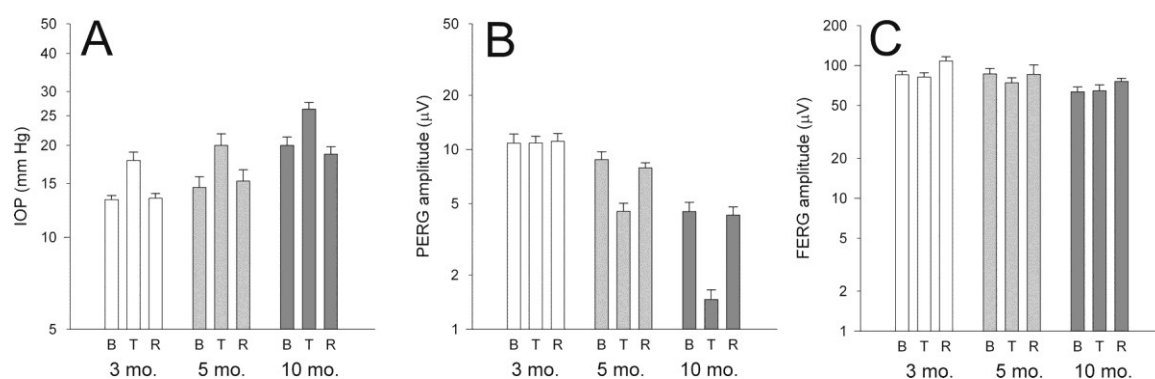 A
IOP (mm Hg)
50
40
30
25
20
15
10
5
B T R B T R B T R
3 mo. 5 mo. 10 mo.
B
PERG amplitude (μV)
50
20
10
5
2
1
B T R B T R B T R
3 mo. 5 mo. 10 mo.
C
FERG amplitude (μV)
200
100
50
20
10
5
2
1
B T R B T R B T R
3 mo. 5 mo. 10 mo.